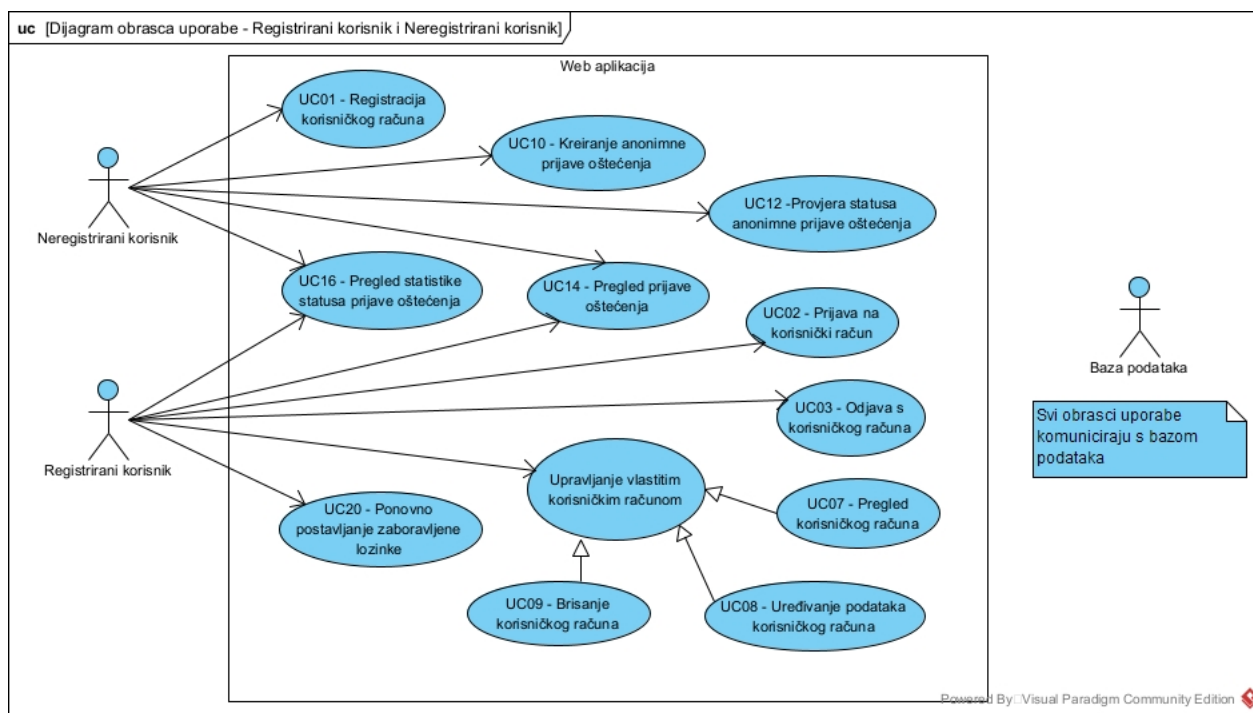 uc [Dijagram obrasca uporabe - Registrirani korisnik i Neregistrirani korisnik]
Web aplikacija
UC01 - Registracija
korisničkog računa
UC10 - Kreiranje anonimne
prijave oštećenja
UC12 -Provjera statusa
anonimne prijave oštećenja
Neregistrirani korisnik
UC16 - Pregled statistike
statusa prijave oštećenja
UC14 - Pregled prijave
oštećenja
UC02 - Prijava na
korisnički račun
Baza podataka
Svi obrasci uporabe
komuniciraju s bazom
podataka
UC03 - Odjava s
korisničkog računa
Registrirani korisnik
Upravljanje vlastitim
korisničkim računom
UC07 - Pregled
korisničkog računa
UC20 - Ponovno
postavljanje zaboravljene
lozinke
UC09 - Brisanje
korisničkog računa
UC08 - Uređivanje podataka
korisničkog računa
Powered By Visual Paradigm Community Edition